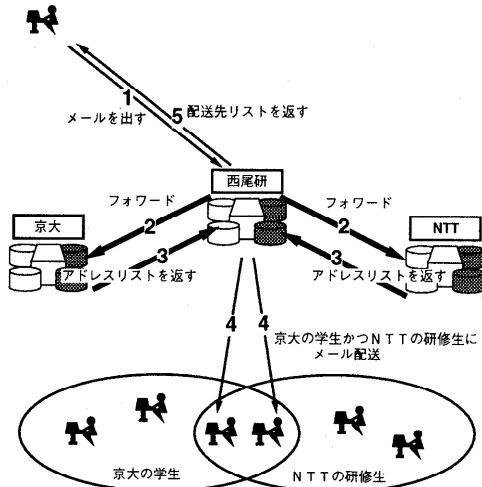 1
メールを出す
5
配送先リストを返す
西尾研
フォワード
フォワード
京大
2
2
NTT
3
3
アドレスリストを返す
アドレスリストを返す
4
4
京大の学生かつNTTの研修生に
メール配送
京大の学生
NTTの研修生